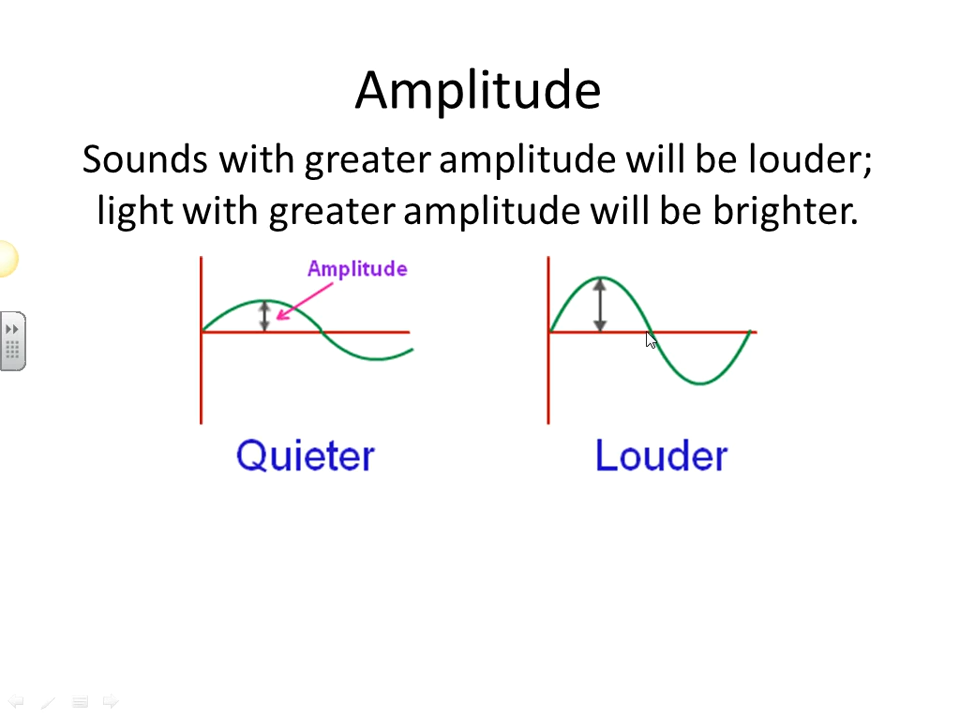 Amplitude
Sounds with greater amplitude will be louder;
light with greater amplitude will be brighter.
Amplitude
Quieter
Louder